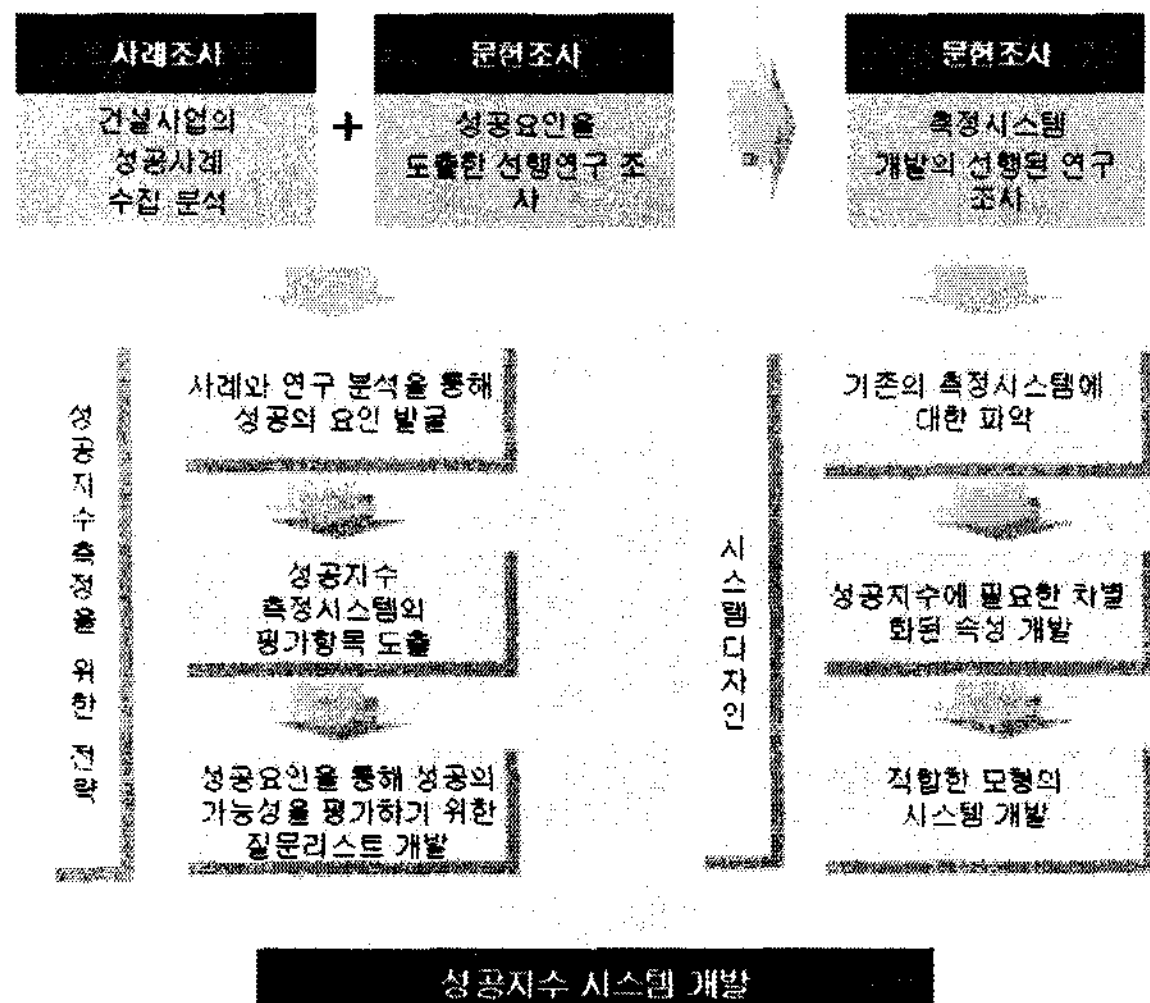 사례조사
건설사업의
성공사례
수집 분석
+
문헌조사
성공요인을
도출한 선행연구 조
사
문헌조사
측정시스템
개발의 선행된 연구
조사
성공지수측정을 위한 전략
사례와 연구 분석을 통해
성공의 요인 발굴
성공지수
측정시스템의
평가항목 도출
성공요인을 통해 성공의
가능성을 평가하기 위한
질문리스트 개발
시스템디자인
기존의 측정시스템에
대한 파악
성공지수에 필요한 차별
화된 속성 개발
적합한 모형의
시스템 개발
성공지수 시스템 개발